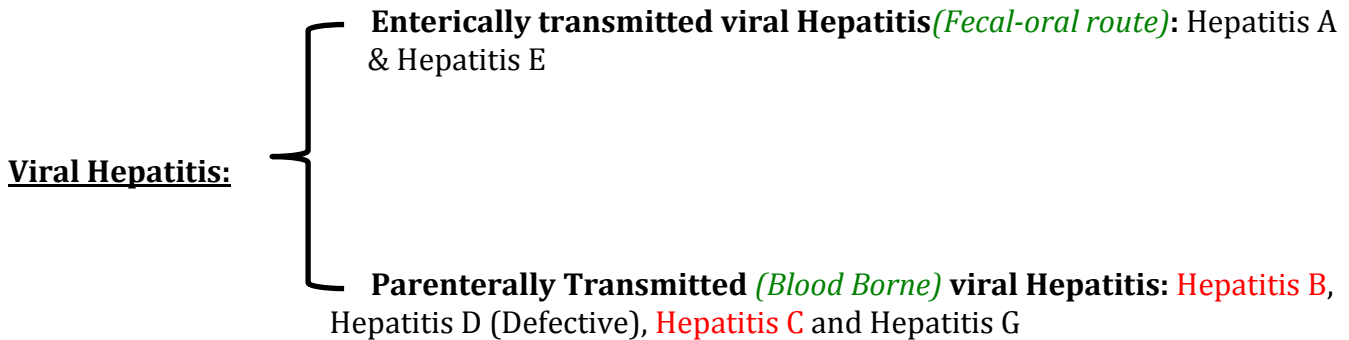 Enterically transmitted viral Hepatitis(Fecal-oral route): Hepatitis A
& Hepatitis E
Viral Hepatitis:
Parenterally Transmitted (Blood Borne) viral Hepatitis: Hepatitis B,
Hepatitis D (Defective), Hepatitis C and Hepatitis G